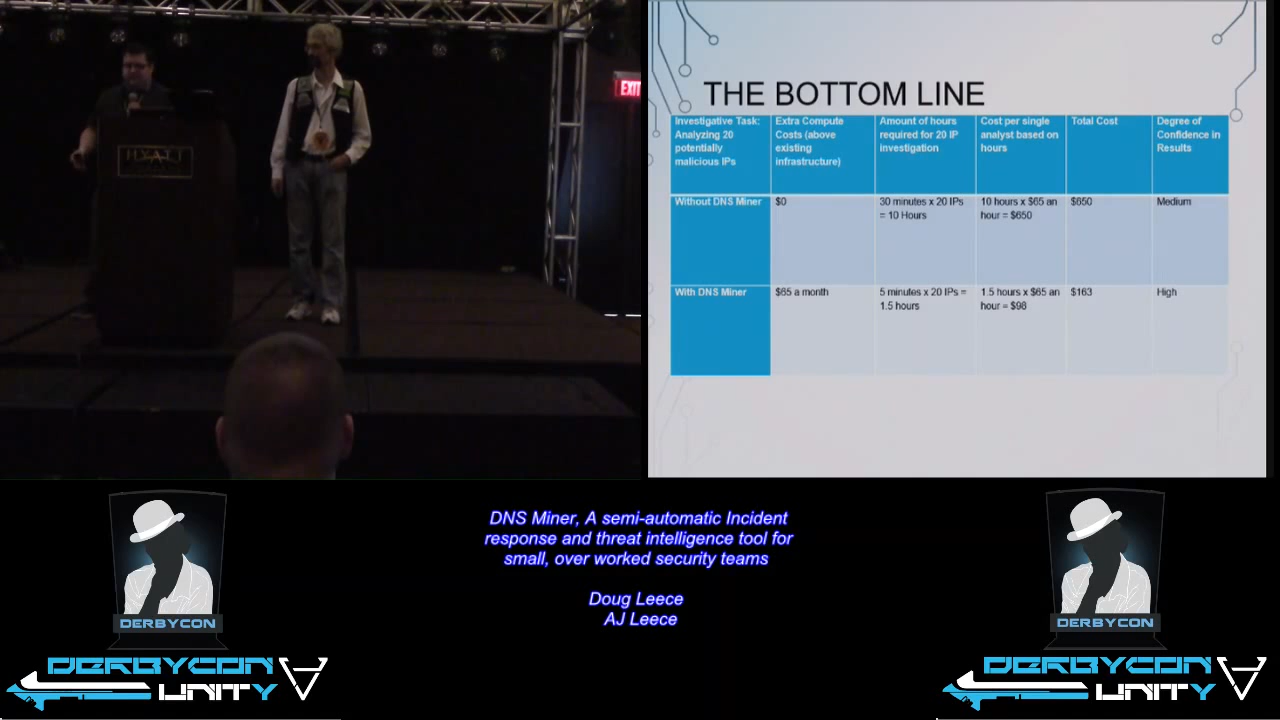 HYATT
EXIT
THE BOTTOM LINE
Investigative Task:
Analyzing 20
potentially
malicious IPs
Extra Compute
Costs (above
existing
infrastructure)
Amount of hours
required for 20 IP
investigation
Cost per single
analyst based on
hours
Total Cost
Degree of
Confidence in
Results
Without DNS Miner
$0
30 minutes x 20 IPs
= 10 Hours
10 hours x $65 an
hour = $650
$650
Medium
With DNS Miner
$65 a month
5 minutes x 20 IPs =
1.5 hours
1.5 hours x $65 an
hour = $98
$163
High
DNS Miner, A semi-automatic Incident
response and threat intelligence tool for
small, over worked security teams
Doug Leece
AJ Leece
DERBYCON
DERBYCON
UNITY
DERBYCON
DERBYCON
UNITY